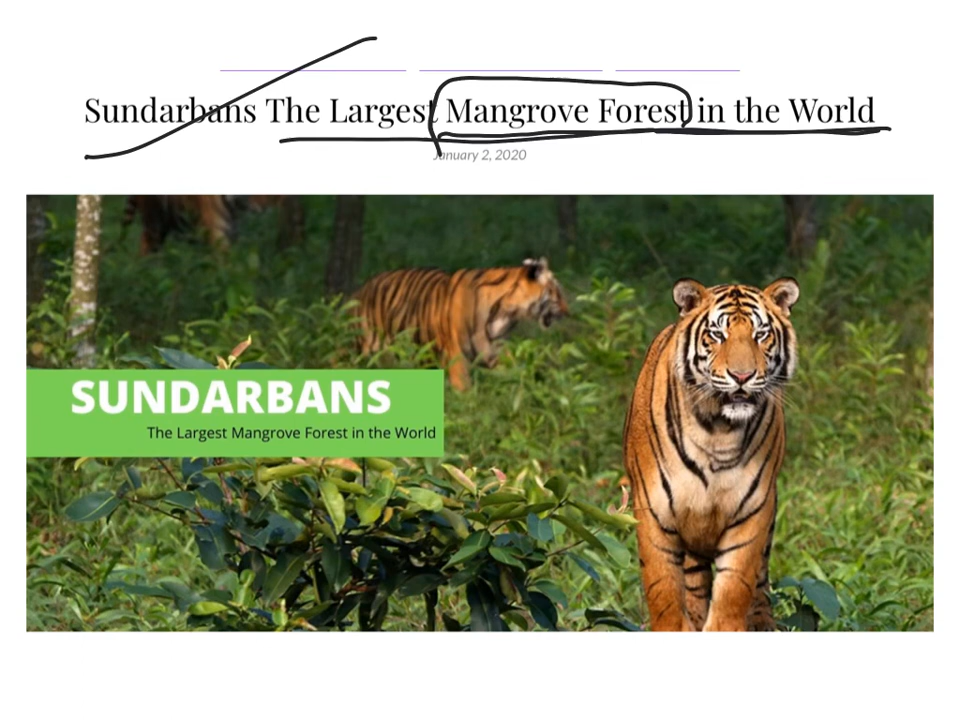 Sundarbans The Largest Mangrove Forest in the World
January 2, 2020
SUNDARBANS
The Largest Mangrove Forest in the World